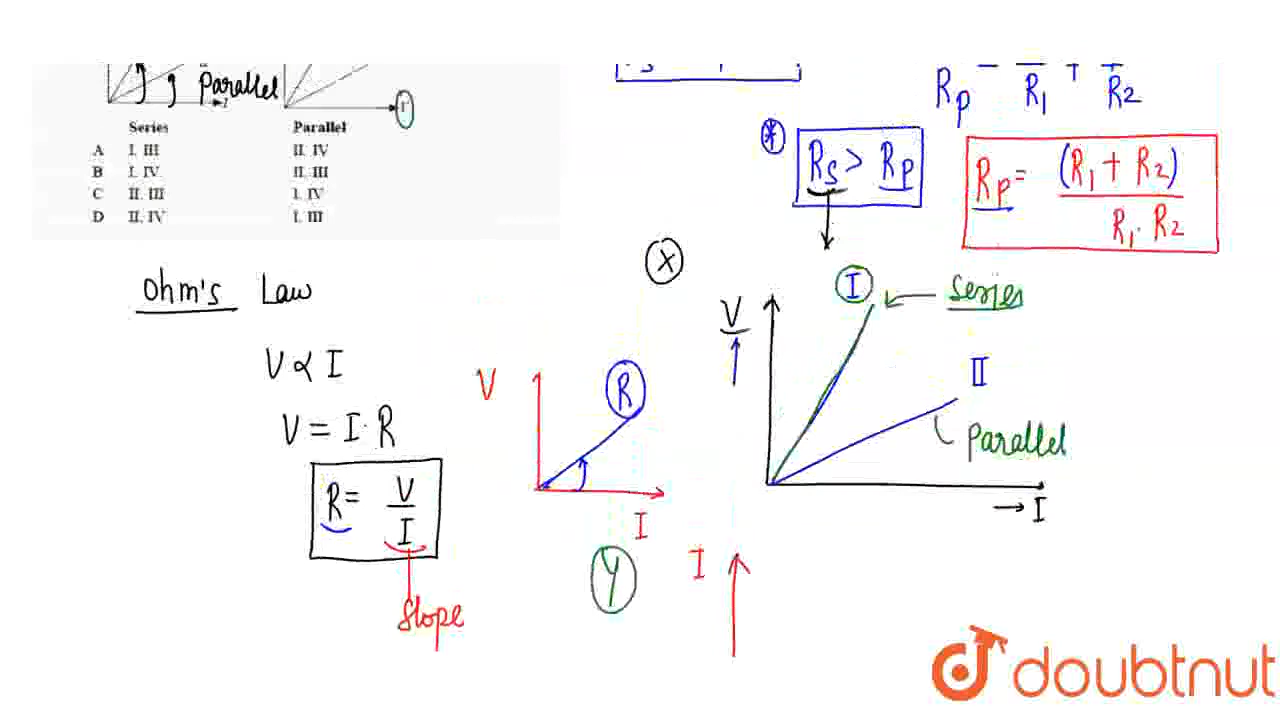 Parallel
I
Series Parallel
A I. III II. IV
B I. IV II. III
C II. III I. IV
D II. IV I. III
Rp = — + —
R1 R2
* Rs > Rp
Rp = (R1 + R2)
R1. R2
Ohm's Law
X
V ∝ I
V = I. R
R = V
I
Slope
V
R
I
Y
V
I
Series
II
Parallel
→ I
I
doubtnut